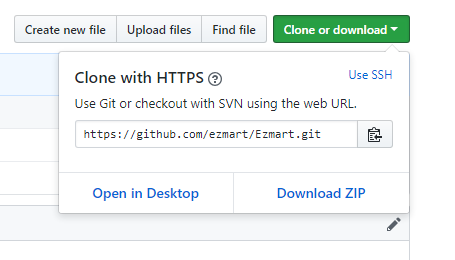 Create new file Upload files Find file Clone or download
Clone with HTTPS ? Use SSH
Use Git or checkout with SVN using the web URL.
https://github.com/ezmart/Ezmart.git
Open in Desktop Download ZIP